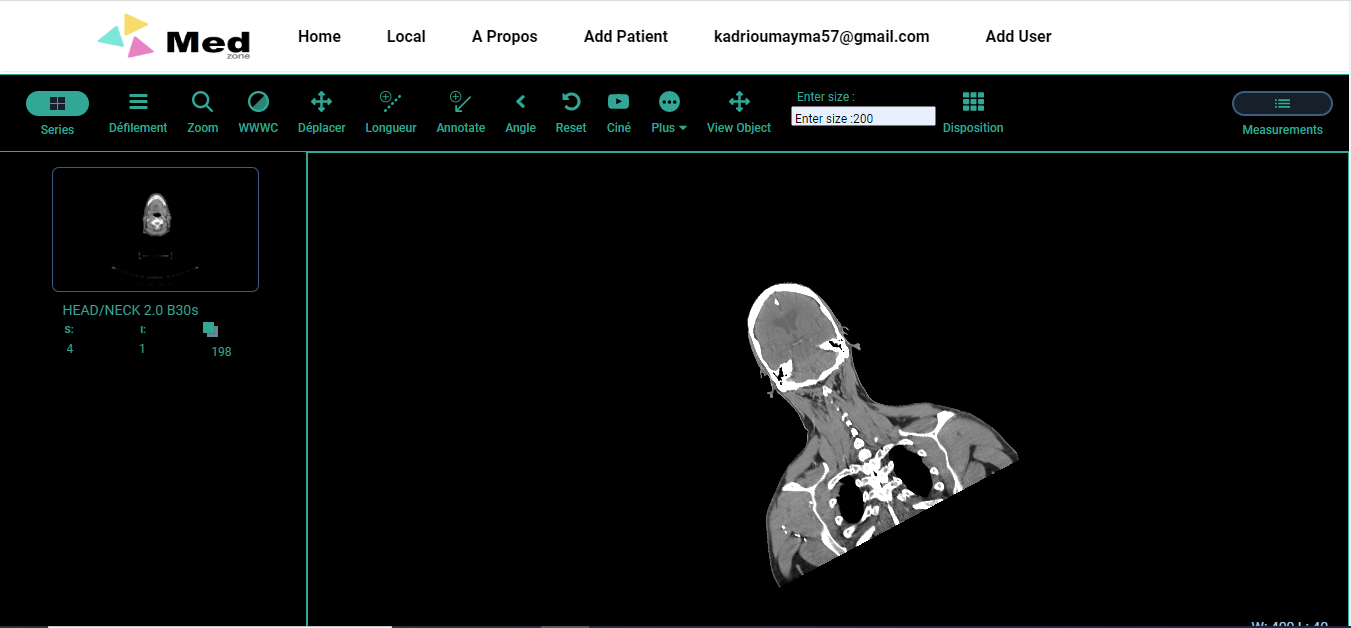 Med
zone
Home Local A Propos Add Patient kadrioumayma57@gmail.com Add User
Series Défilement Zoom WWWC Déplacer Longueur Annotate Angle Reset Ciné Plus View Object
Enter size :
Enter size :200
Disposition Measurements
HEAD/NECK 2.0 B30s
S: I:
4 1 198
W: 400 L: 40